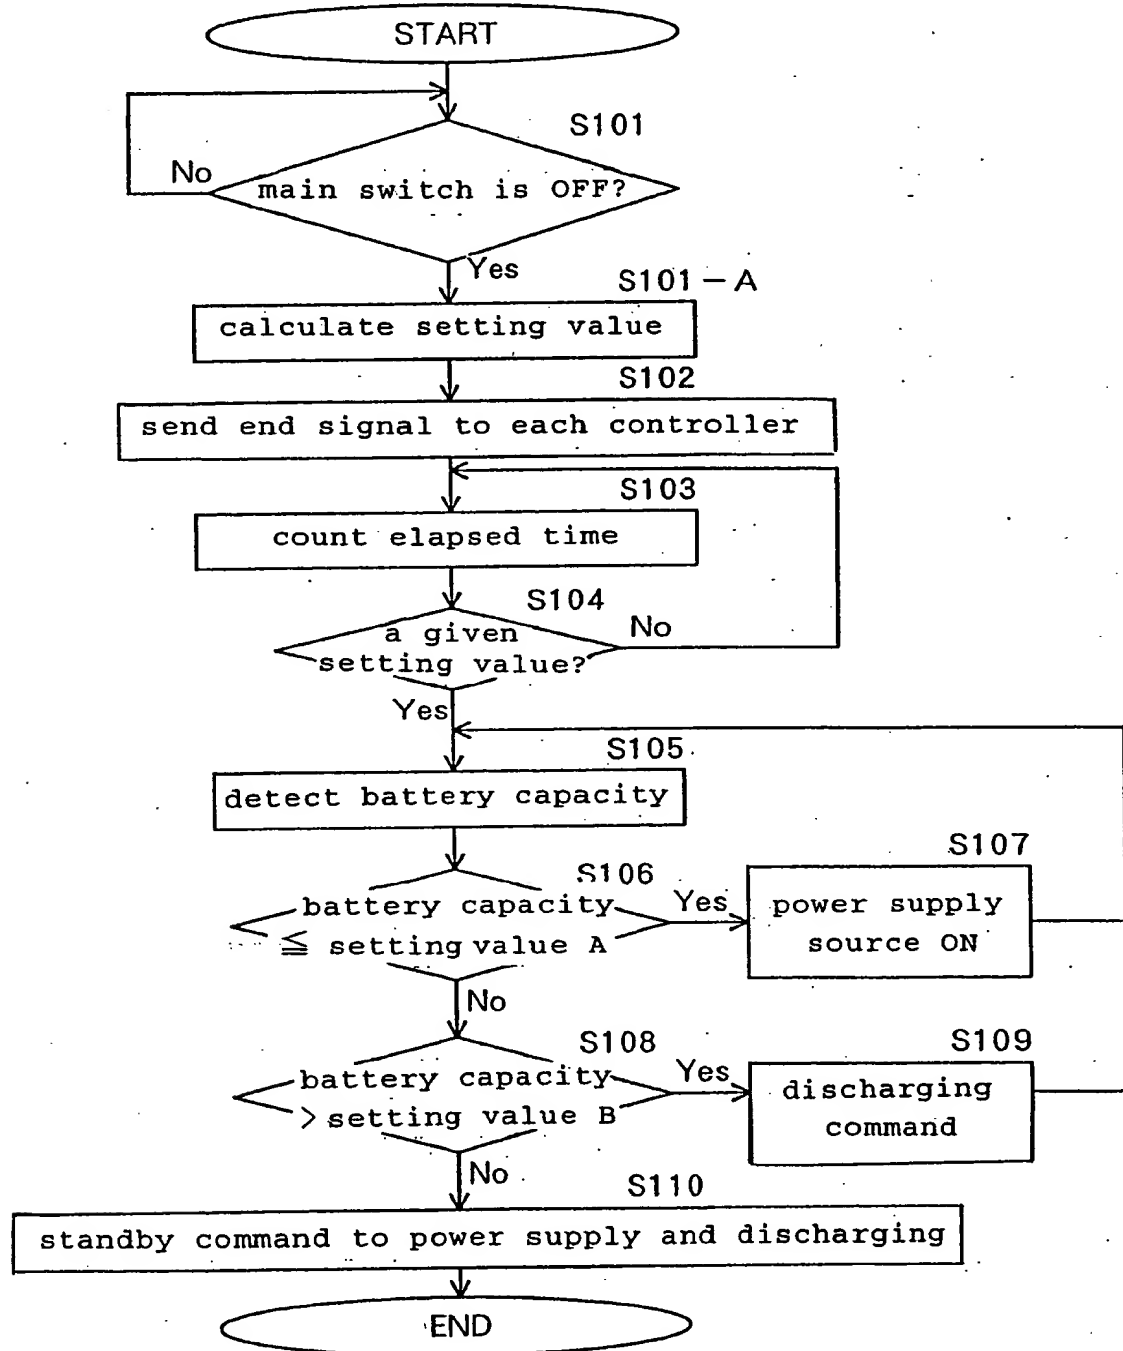 START
S101
No
main switch is OFF?
Yes
S101-A
calculate setting value
S102
send end signal to each controller
S103
count elapsed time
S104
a given
setting value?
No
Yes
S105
detect battery capacity
S106
battery capacity
≦ setting value A
Yes
S107
power supply
source ON
No
S108
battery capacity
> setting value B
Yes
S109
discharging
command
No
S110
standby command to power supply and discharging
END